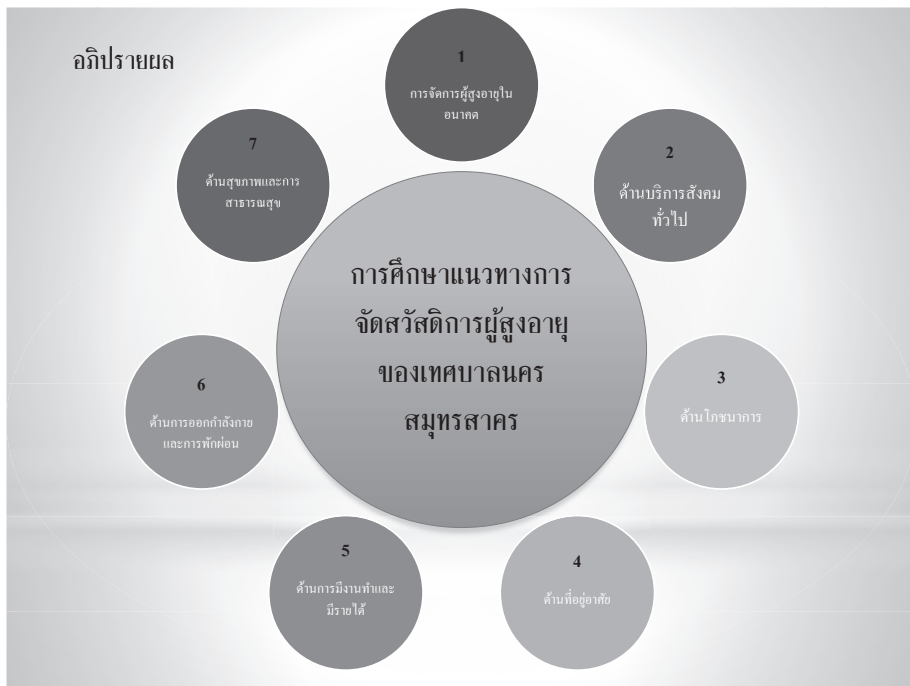 อภิปรายผล
1
การจัดการผู้สูงอายุใน
อนาคต
2
ด้านบริการสังคม
ทั่วไป
3
ด้านโภชนาการ
4
ด้านที่อยู่อาศัย
5
ด้านการมีงานทำและ
มีรายได้
6
ด้านการออกกำลังกาย
และการพักผ่อน
7
ด้านสุขภาพและการ
สาธารณสุข
การศึกษาแนวทางการ
จัดสวัสดิการผู้สูงอายุ
ของเทศบาลนคร
สมุทรสาคร